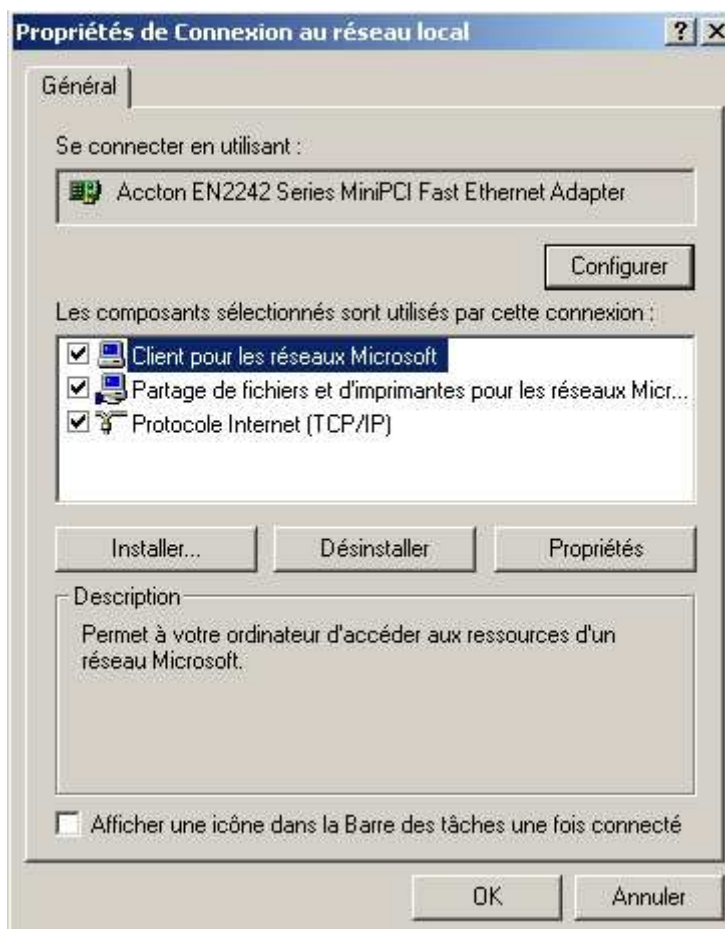 Propriétés de Connexion au réseau local
Général
Se connecter en utilisant :
Accton EN2242 Series MiniPCI Fast Ethernet Adapter
Configurer
Les composants sélectionnés sont utilisés par cette connexion :
Client pour les réseaux Microsoft
Partage de fichiers et d'imprimantes pour les réseaux Micr...
Protocole Internet (TCP/IP)
Installer...
Désinstaller
Propriétés
Description
Permet à votre ordinateur d'accéder aux ressources d'un
réseau Microsoft.
Afficher une icône dans la Barre des tâches une fois connecté
OK
Annuler